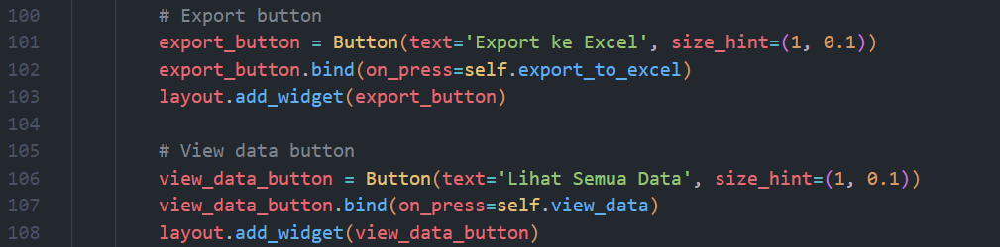 100 # Export button
101 export_button = Button(text='Export ke Excel', size_hint=(1, 0.1))
102 export_button.bind(on_press=self.export_to_excel)
103 layout.add_widget(export_button)
104
105 # View data button
106 view_data_button = Button(text='Lihat Semua Data', size_hint=(1, 0.1))
107 view_data_button.bind(on_press=self.view_data)
108 layout.add_widget(view_data_button)